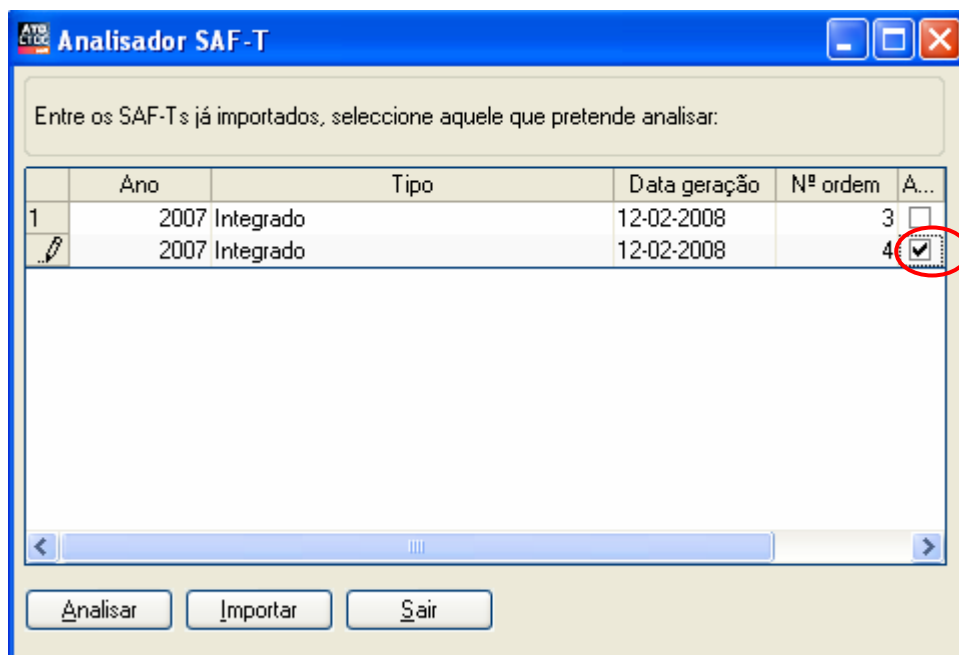 Analisador SAF-T
Entre os SAF-Ts já importados, seleccione aquele que pretende analisar:
Ano Tipo Data geração Nº ordem A...
1 2007 Integrado 12-02-2008 3
2007 Integrado 12-02-2008 4
Analisar Importar Sair